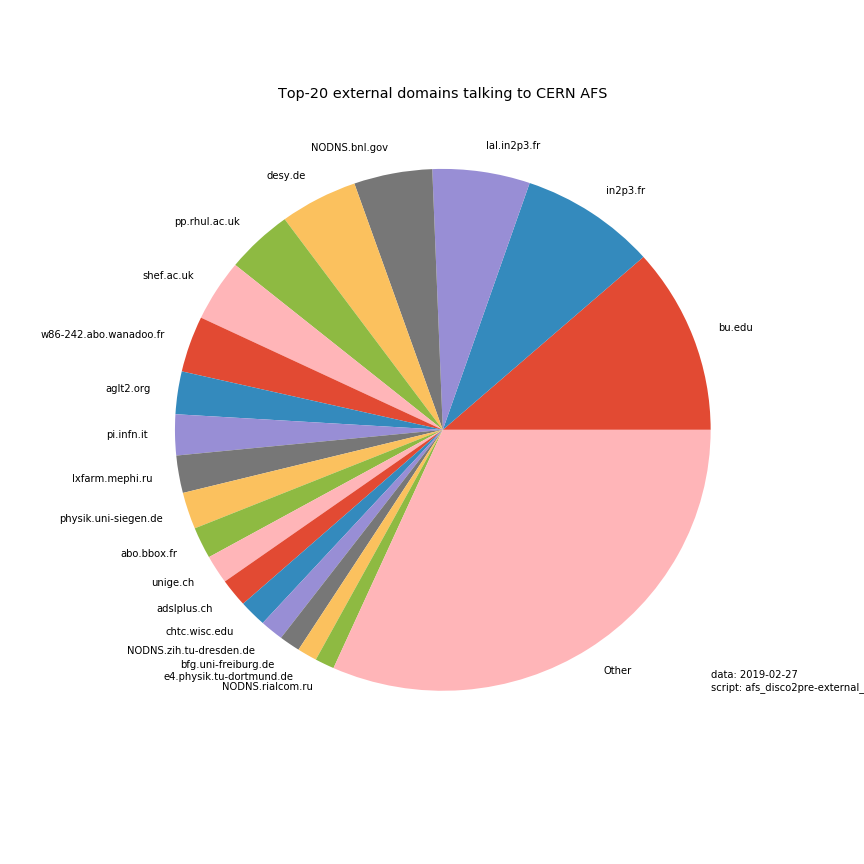 Top-20 external domains talking to CERN AFS
lal.in2p3.fr
NODNS.bnl.gov
desy.de
in2p3.fr
pp.rhul.ac.uk
shef.ac.uk
bu.edu
w86-242.abo.wanadoo.fr
aglt2.org
pi.infn.it
lxfarm.mephi.ru
physik.uni-siegen.de
abo.bbox.fr
unige.ch
adslplus.ch
chtc.wisc.edu
NODNS.zih.tu-dresden.de
bfg.uni-freiburg.de
e4.physik.tu-dortmund.de
NODNS.rialcom.ru
Other
data: 2019-02-27
script: afs_disco2pre-external_